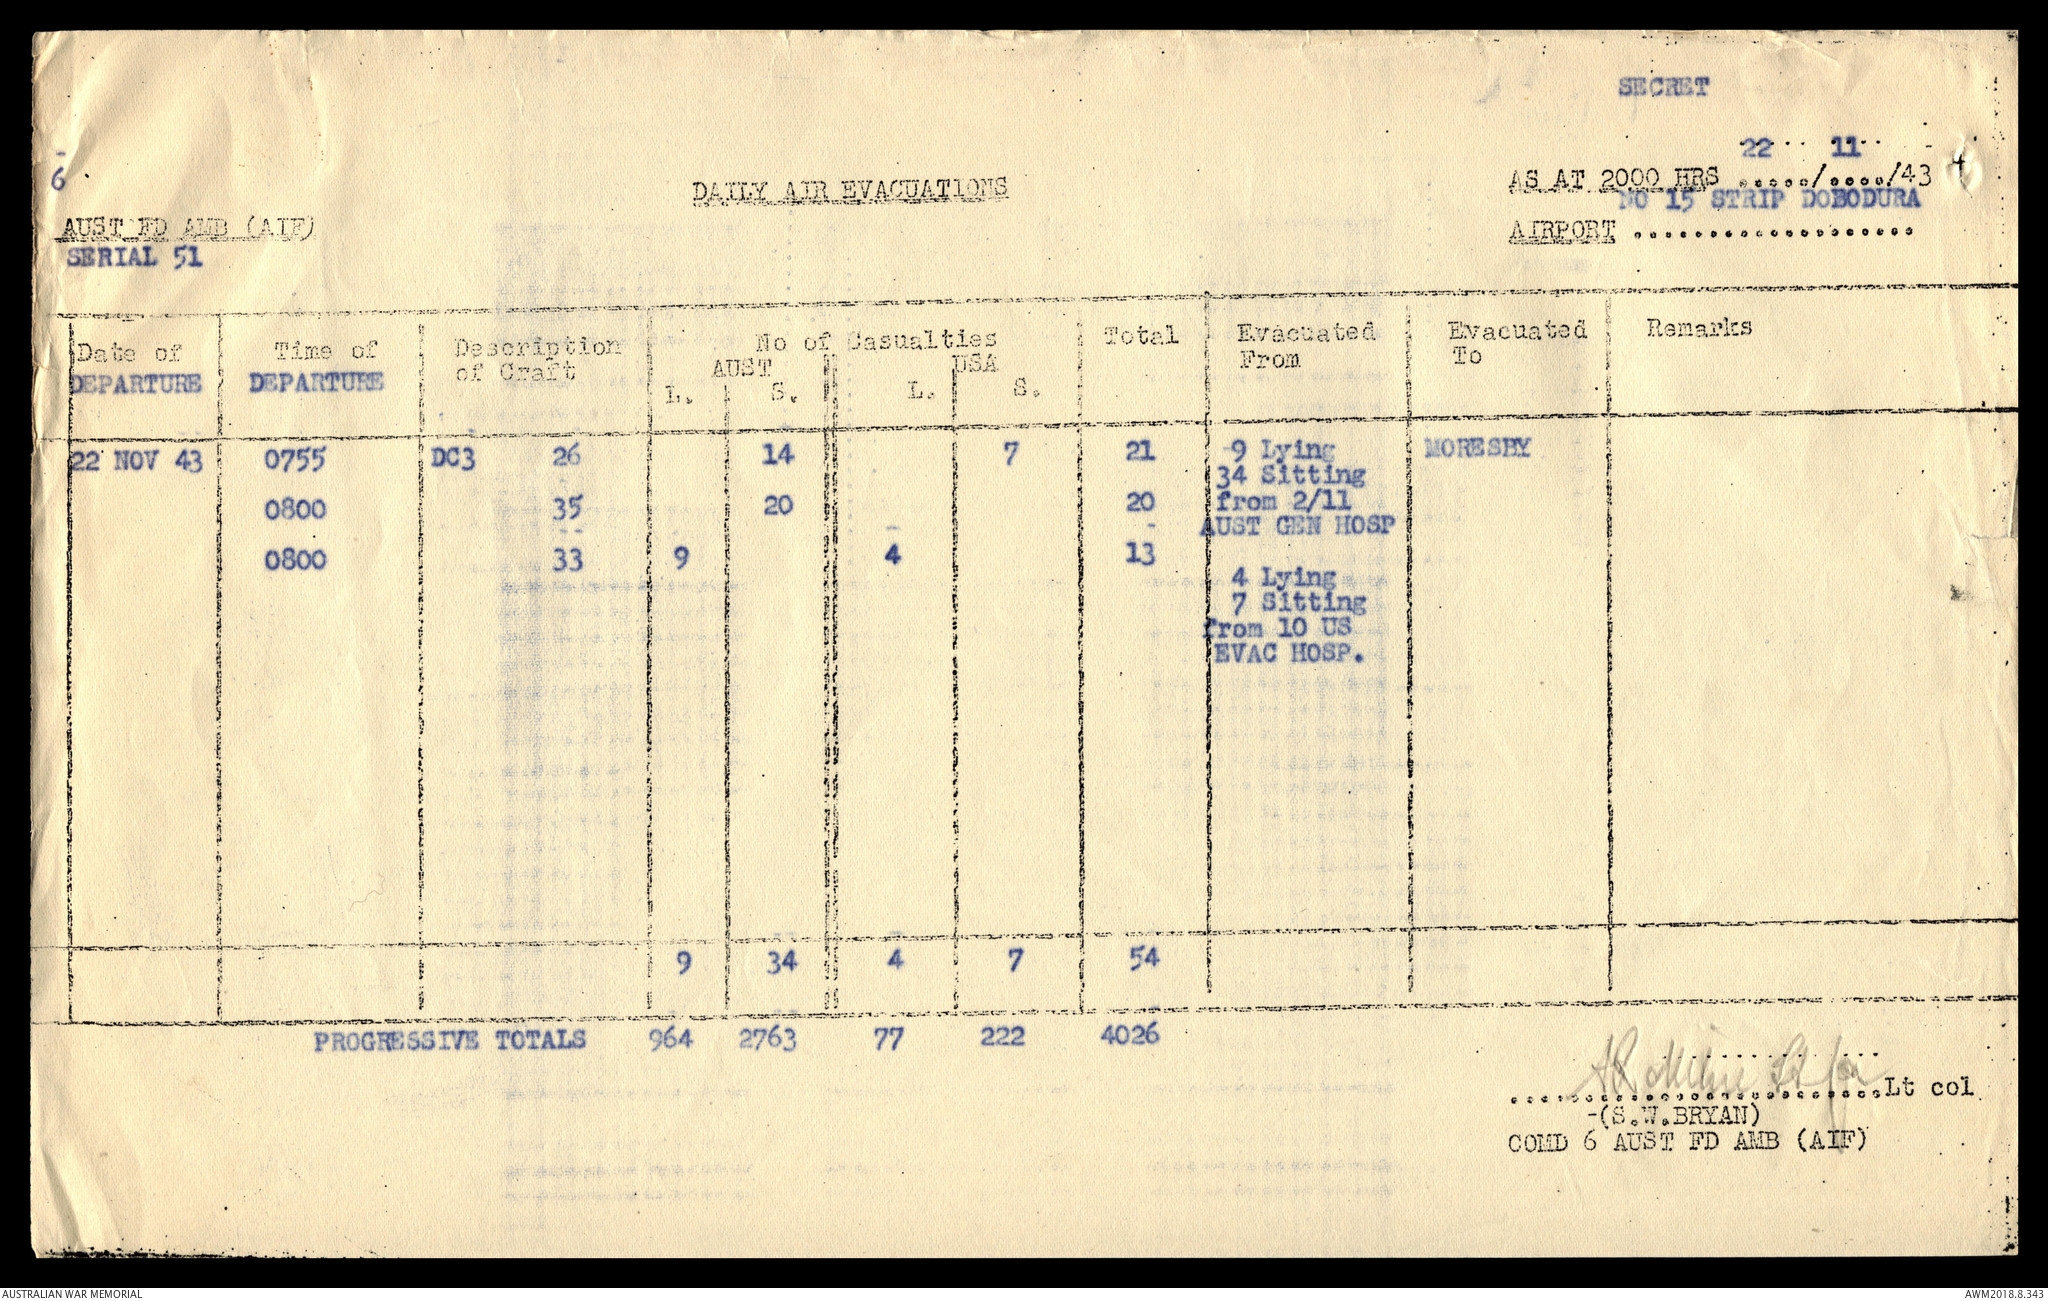 SECRET
22 11
6
DAILY AIR EVACUATIONS
AS AT 2000 HRS ...../...../43
NO 15 STRIP DOBODURA
AUST FD AMB (AIF)
AIRPORT ...................
SERIAL 51
Date of DEPARTURE Time of DEPARTURE Description of Craft No of Casualties Total Evacuated From Evacuated To Remarks
AUST USA
L. S. L. S.
22 NOV 43 0755 DC3 26 14 7 21 9 Lying MORESBY
34 Sitting
0800 35 20 20 from 2/11
AUST GEN HOSP
0800 33 9 4 13
4 Lying
7 Sitting
from 10 US
EVAC HOSP.
9 34 4 7 54
PROGRESSIVE TOTALS 964 2763 77 222 4026
.........................Lt col
(S.W.BRYAN)
COMD 6 AUST FD AMB (AIF)
AUSTRALIAN WAR MEMORIAL
AWM2018.8.343